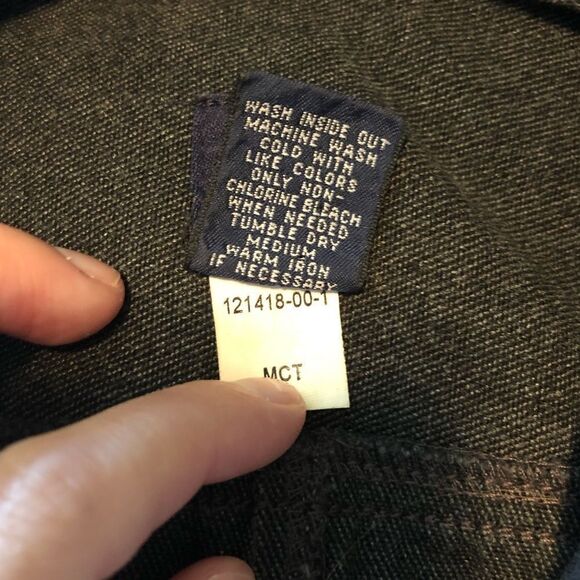 WASH INSIDE OUT
MACHINE WASH
COLD WITH
LIKE COLORS
ONLY NON-
CHLORINE BLEACH
WHEN NEEDED
TUMBLE DRY
MEDIUM
WARM IRON
IF NECESSARY
121418-00-1
MCT